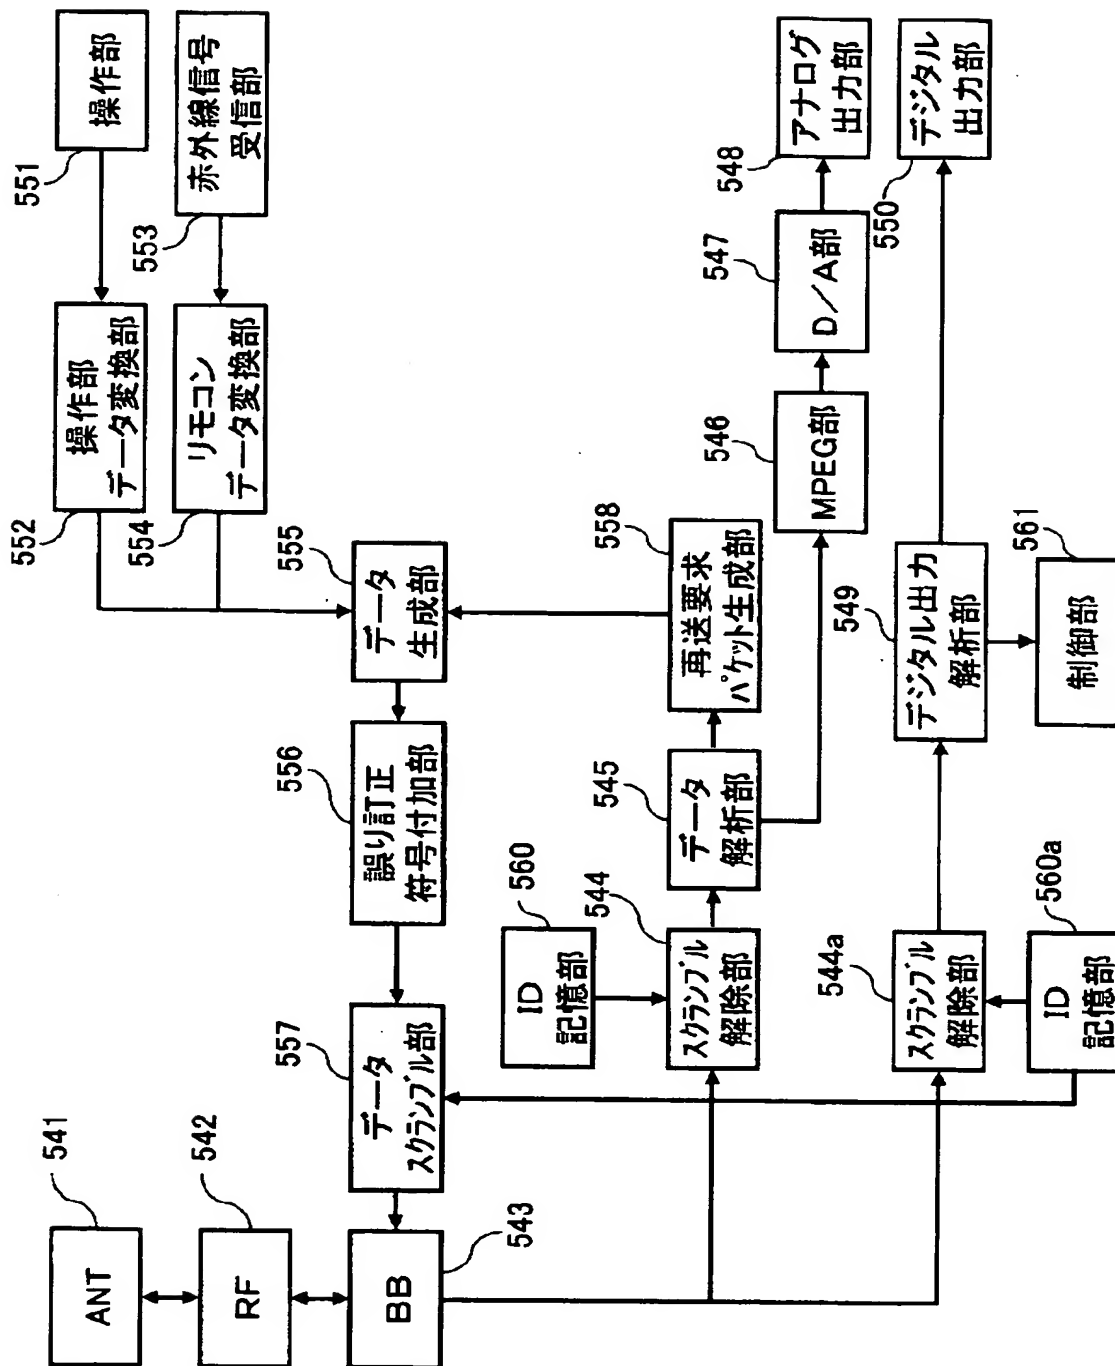 541
ANT
542
RF
543
BB
557
データ
スクランブル部
556
誤り訂正
符号付加部
555
データ
生成部
552
操作部
データ変換部
551
操作部
554
リモコン
データ変換部
553
赤外線信号
受信部
560
ID
記憶部
544
スクランブル
解除部
545
データ
解析部
558
再送要求
パケット生成部
546
MPEG部
547
D/A部
548
アナログ
出力部
544a
スクランブル
解除部
560a
ID
記憶部
549
デジタル出力
解析部
561
制御部
550
デジタル
出力部